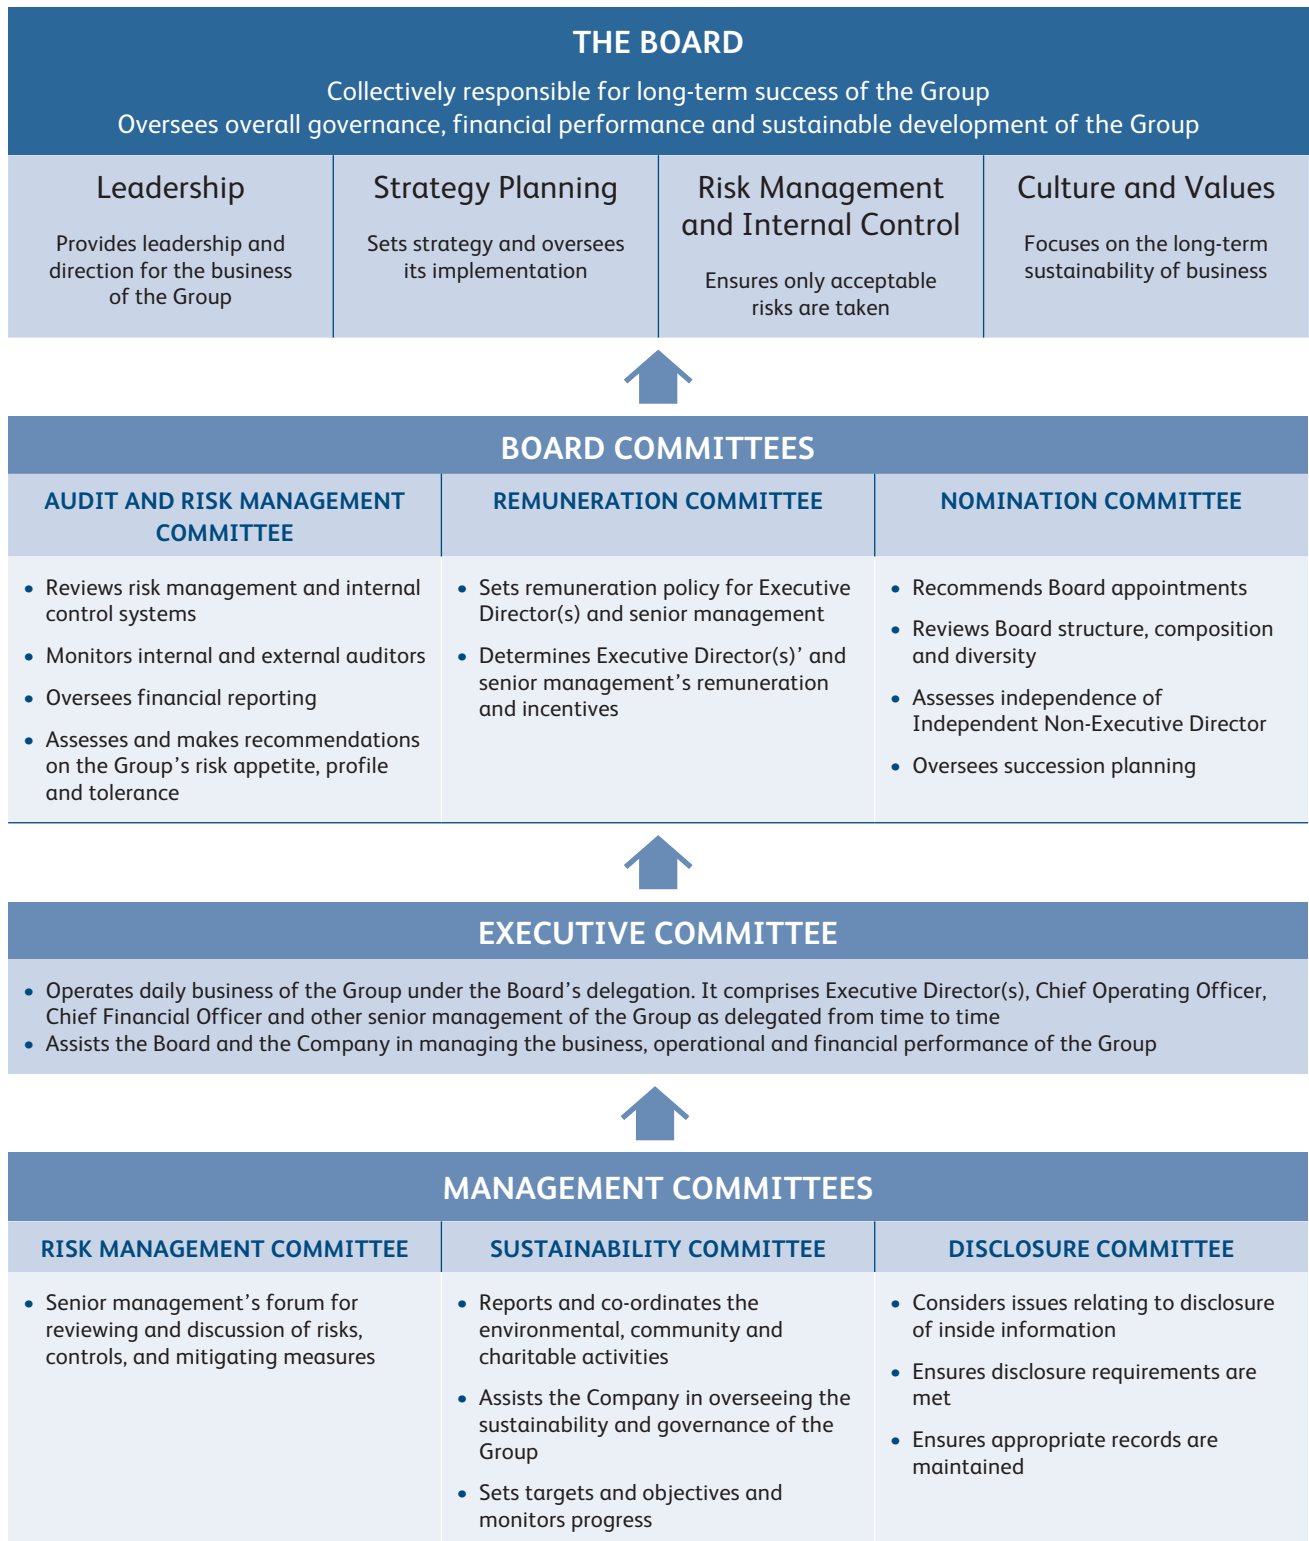 THE BOARD
Collectively responsible for long-term success of the Group
Oversees overall governance, financial performance and sustainable development of the Group
Leadership
Provides leadership and
direction for the business
of the Group
Strategy Planning
Sets strategy and oversees
its implementation
Risk Management
and Internal Control
Ensures only acceptable
risks are taken
Culture and Values
Focuses on the long-term
sustainability of business
BOARD COMMITTEES
AUDIT AND RISK MANAGEMENT
COMMITTEE
• Reviews risk management and internal
control systems
• Monitors internal and external auditors
• Oversees financial reporting
• Assesses and makes recommendations
on the Group's risk appetite, profile
and tolerance
REMUNERATION COMMITTEE
• Sets remuneration policy for Executive
Director(s) and senior management
• Determines Executive Director(s)' and
senior management's remuneration
and incentives
NOMINATION COMMITTEE
• Recommends Board appointments
• Reviews Board structure, composition
and diversity
• Assesses independence of
Independent Non-Executive Director
• Oversees succession planning
EXECUTIVE COMMITTEE
• Operates daily business of the Group under the Board's delegation. It comprises Executive Director(s), Chief Operating Officer,
Chief Financial Officer and other senior management of the Group as delegated from time to time
• Assists the Board and the Company in managing the business, operational and financial performance of the Group
MANAGEMENT COMMITTEES
RISK MANAGEMENT COMMITTEE
• Senior management's forum for
reviewing and discussion of risks,
controls, and mitigating measures
SUSTAINABILITY COMMITTEE
• Reports and co-ordinates the
environmental, community and
charitable activities
• Assists the Company in overseeing the
sustainability and governance of the
Group
• Sets targets and objectives and
monitors progress
DISCLOSURE COMMITTEE
• Considers issues relating to disclosure
of inside information
• Ensures disclosure requirements are
met
• Ensures appropriate records are
maintained